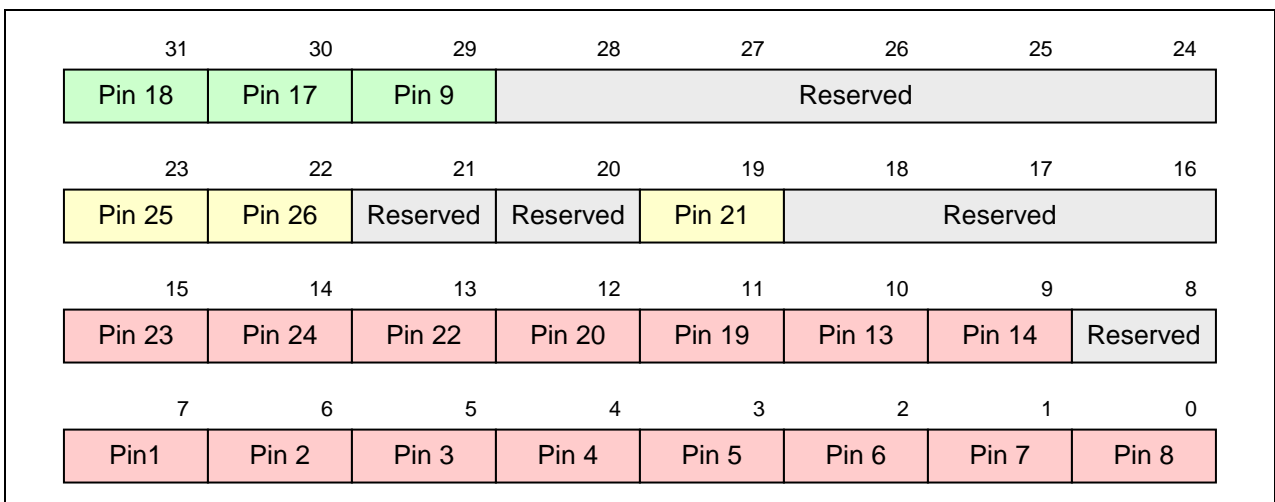 31 30 29 28 27 26 25 24
Pin 18 Pin 17 Pin 9 Reserved
23 22 21 20 19 18 17 16
Pin 25 Pin 26 Reserved Reserved Pin 21 Reserved
15 14 13 12 11 10 9 8
Pin 23 Pin 24 Pin 22 Pin 20 Pin 19 Pin 13 Pin 14 Reserved
7 6 5 4 3 2 1 0
Pin1 Pin 2 Pin 3 Pin 4 Pin 5 Pin 6 Pin 7 Pin 8